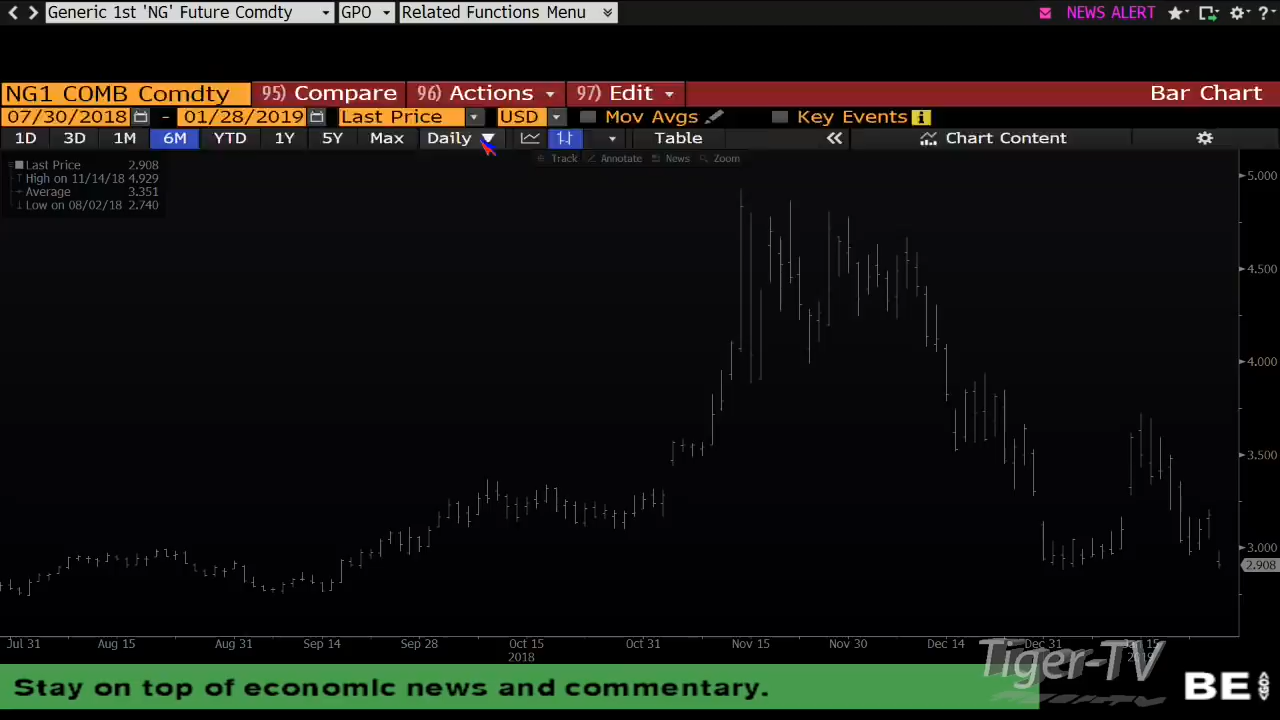 Generic 1st 'NG' Future Comdty GPO Related Functions Menu NEWS ALERT ?
NG1 COMB Comdty 95) Compare 96) Actions 97) Edit Bar Chart
07/30/2018 - 01/28/2019 Last Price USD Mov Avgs Key Events i
1D 3D 1M 6M YTD 1Y 5Y Max Daily Table Chart Content
Track Annotate News Zoom
Last Price 2.908
High on 11/14/18 4.929
Average 3.351
Low on 08/02/18 2.740
5.000
4.500
4.000
3.500
3.000
2.908
Jul 31 Aug 15 Aug 31 Sep 14 Sep 28 Oct 15 Oct 31 Nov 15 Nov 30 Dec 14 Dec 31 Jan 15
2018 2019
Tiger-TV
Stay on top of economic news and commentary.
BE